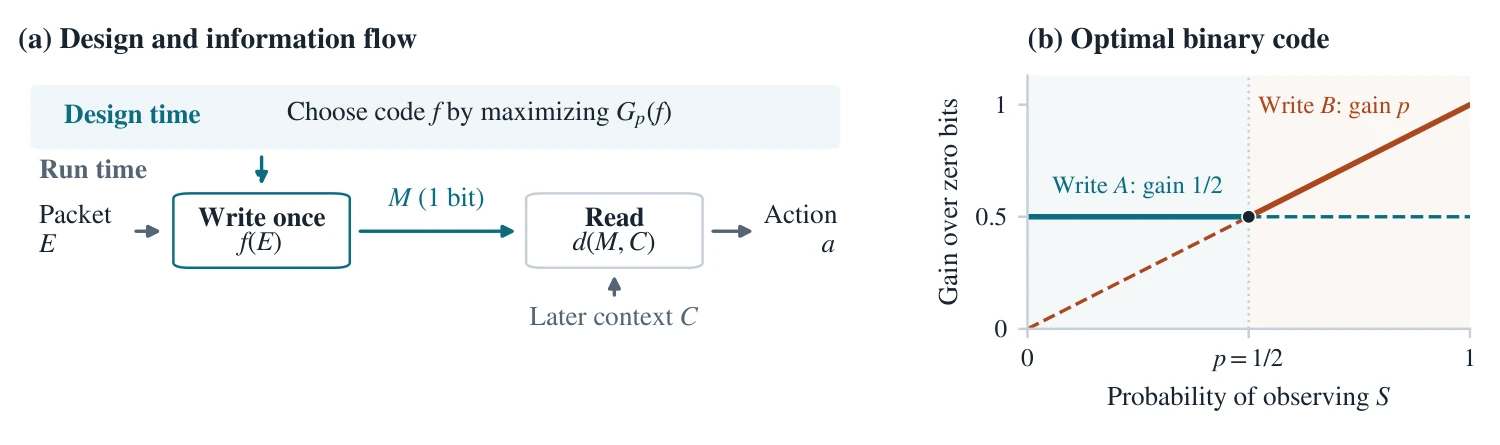 (a) Design and information flow
Design time
Choose code f by maximizing Gₚ(f)
Run time
Packet
E
Write once
f(E)
M (1 bit)
Read
d(M, C)
Action
a
Later context C
(b) Optimal binary code
Gain over zero bits
1
0.5
0
Write A: gain 1/2
Write B: gain p
0
p = 1/2
1
Probability of observing S